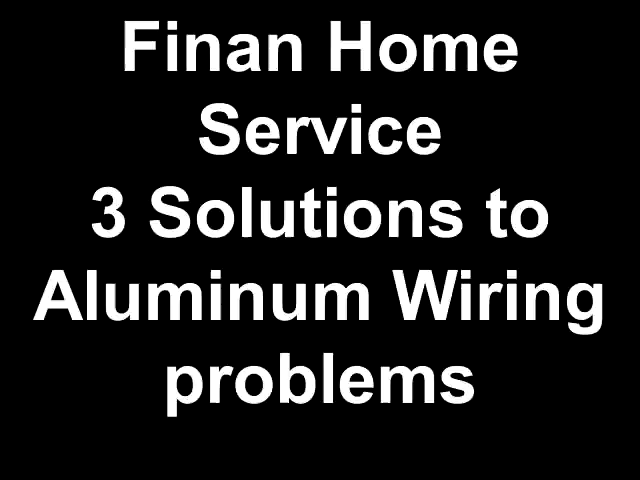 Finan Home
Service
3 Solutions to
Aluminum Wiring
problems